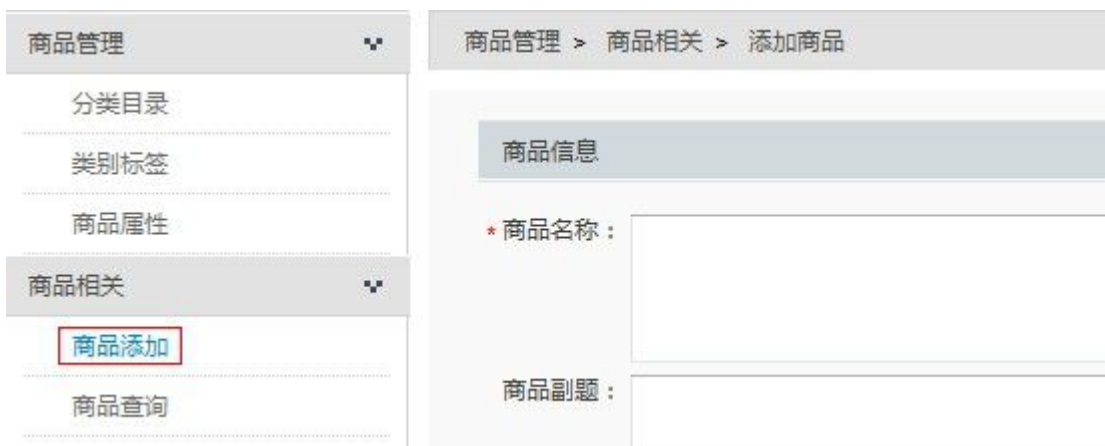 商品管理
分类目录
类别标签
商品属性
商品相关
商品添加
商品查询
商品管理 > 商品相关 > 添加商品
商品信息
*商品名称：
商品副题：